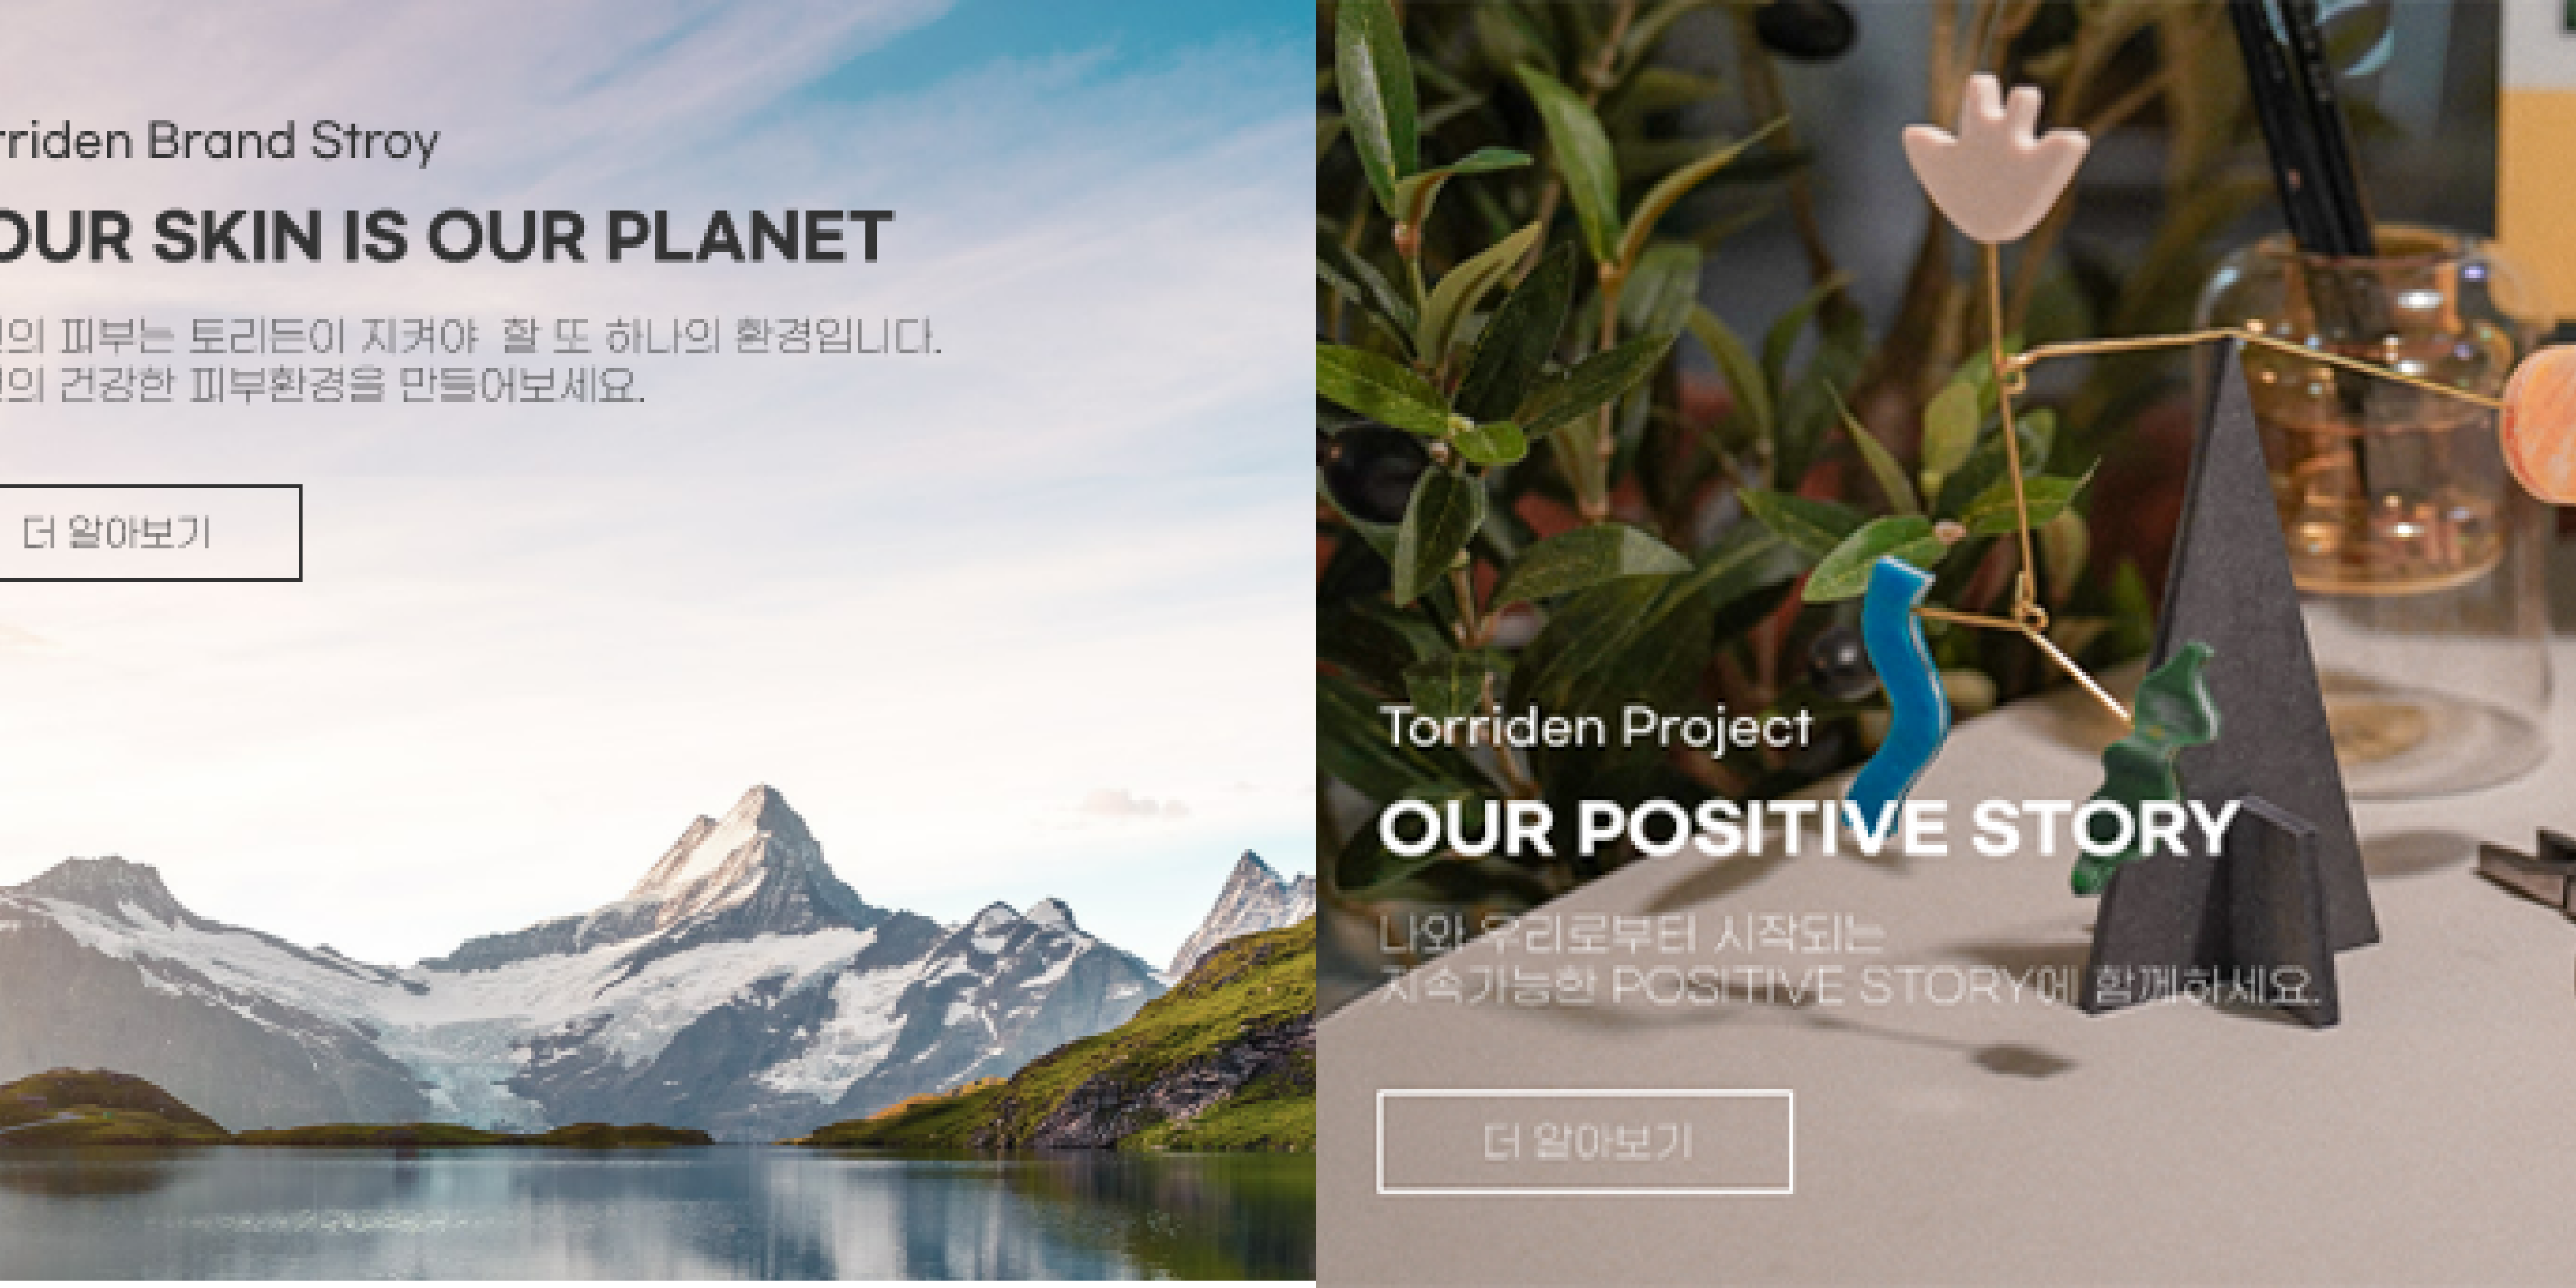 rriden Brand Stroy
OUR SKIN IS OUR PLANET
의 피부는 토리든이 지켜야 할 또 하나의 환경입니다.
의 건강한 피부환경을 만들어보세요.
더 알아보기
Torriden Project
OUR POSITIVE STORY
나와 우리로부터 시작되는
지속가능한 POSITIVE STORY에 함께하세요.
더 알아보기